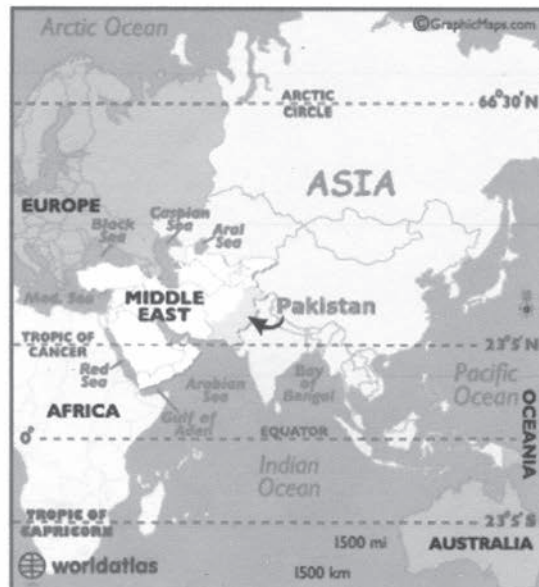 Arctic Ocean
©GraphicMaps.com
ARCTIC
CIRCLE
66°30'N
ASIA
EUROPE
Black
Sea
Caspian
Sea
Aral
Sea
Med. Sea
MIDDLE
EAST
Pakistan
TROPIC OF
CANCER
23°5'N
Red
Sea
Arabian
Sea
Bay
of
Bengal
Pacific
Ocean
AFRICA
Gulf of
Aden
OCEANIA
0°
EQUATOR
Indian
Ocean
TROPIC OF
CAPRICORN
23°5'S
1500 mi
AUSTRALIA
worldatlas
1500 km